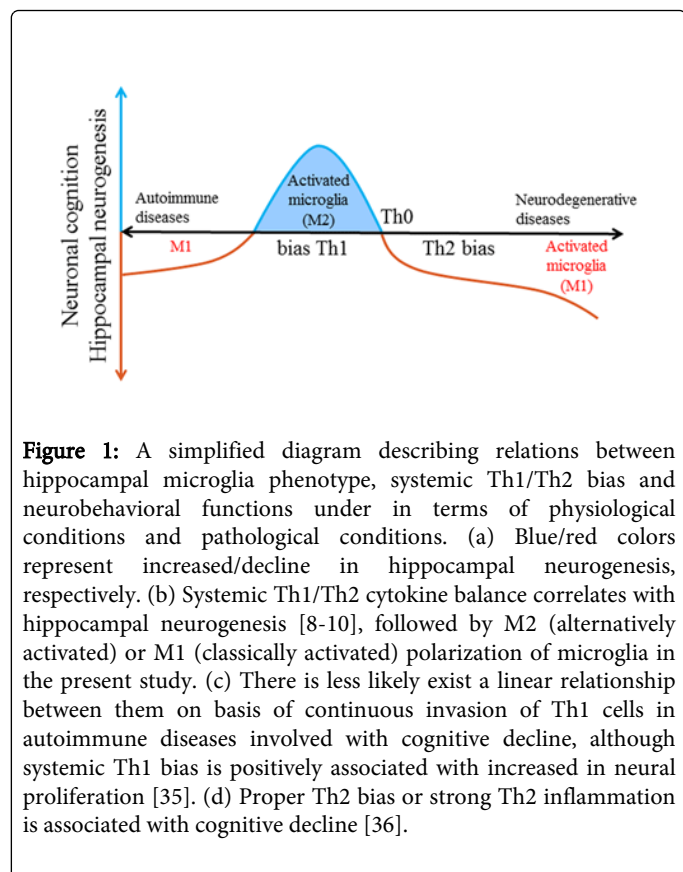 Neuronal cognition
Hippocampal neurogenesis
Autoimmune
diseases
M1
Activated
microglia
(M2)
bias Th1
Th0
Th2 bias
Neurodegenerative
diseases
Activated
microglia
(M1)
Figure 1: A simplified diagram describing relations between
hippocampal microglia phenotype, systemic Th1/Th2 bias and
neurobehavioral functions under in terms of physiological
conditions and pathological conditions. (a) Blue/red colors
represent increased/decline in hippocampal neurogenesis,
respectively. (b) Systemic Th1/Th2 cytokine balance correlates with
hippocampal neurogenesis [8-10], followed by M2 (alternatively
activated) or M1 (classically activated) polarization of microglia in
the present study. (c) There is less likely exist a linear relationship
between them on basis of continuous invasion of Th1 cells in
autoimmune diseases involved with cognitive decline, although
systemic Th1 bias is positively associated with increased in neural
proliferation [35]. (d) Proper Th2 bias or strong Th2 inflammation
is associated with cognitive decline [36].